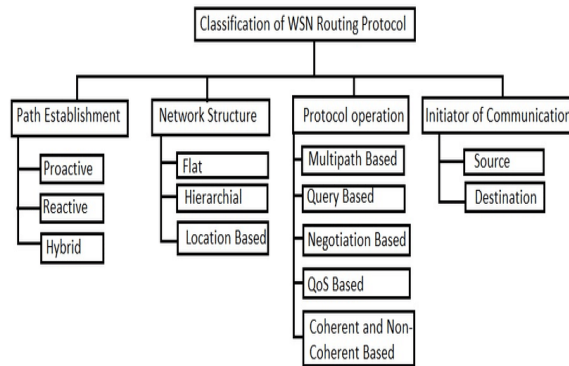 Classification of WSN Routing Protocol
Path Establishment
Proactive
Reactive
Hybrid
Network Structure
Flat
Hierarchial
Location Based
Protocol operation
Multipath Based
Query Based
Negotiation Based
QoS Based
Coherent and Non-
Coherent Based
Initiator of Communication
Source
Destination